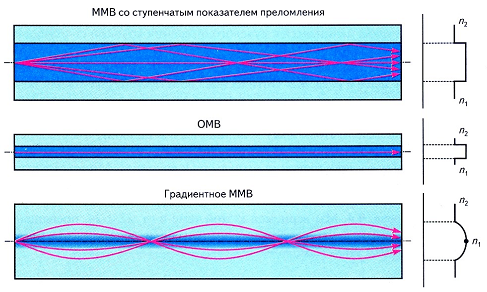 ММВ со ступенчатым показателем преломления
n2
n1
ОМВ
n2
n1
Градиентное ММВ
n2
n1